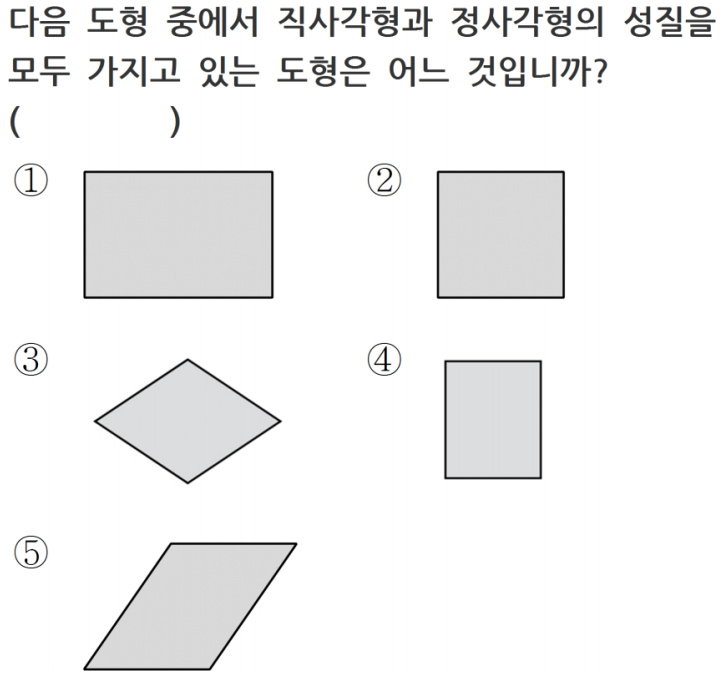 다음 도형 중에서 직사각형과 정사각형의 성질을
모두 가지고 있는 도형은 어느 것입니까?
(            )
① ②
③ ④
⑤